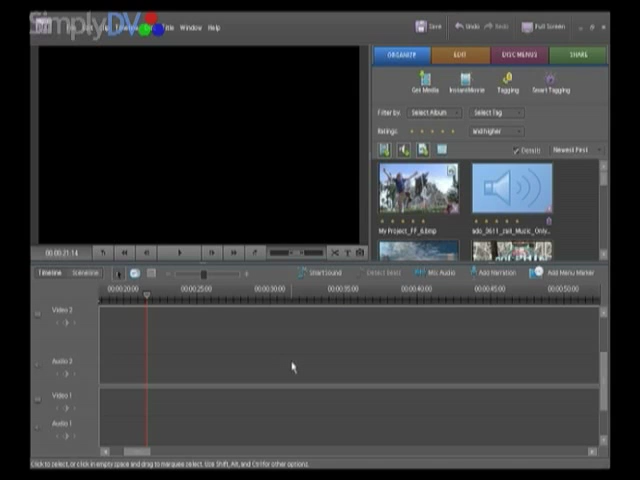 SimplyDV
Title Window Help
Save Undo Redo Full Screen
ORGANIZE EDIT DISC MENUS SHARE
Get Media InstantMovie Tagging Smart Tagging
Filter by: Select Album Select Tag
Ratings: and higher
Details Newest First
My Project_FF_6.bmp
00;00;21;14
Timeline Sceneline
SmartSound Detect Beats Mix Audio Add Narration Add Menu Marker
00;00;20;00 00;00;25;00 00;00;30;00 00;00;35;00 00;00;40;00 00;00;45;00 00;00;50;00
Video 2
Audio 2
Video 1
Audio 1
Click to select, or click in empty space and drag to marquee select. Use Shift, Alt, and Ctrl for other options.